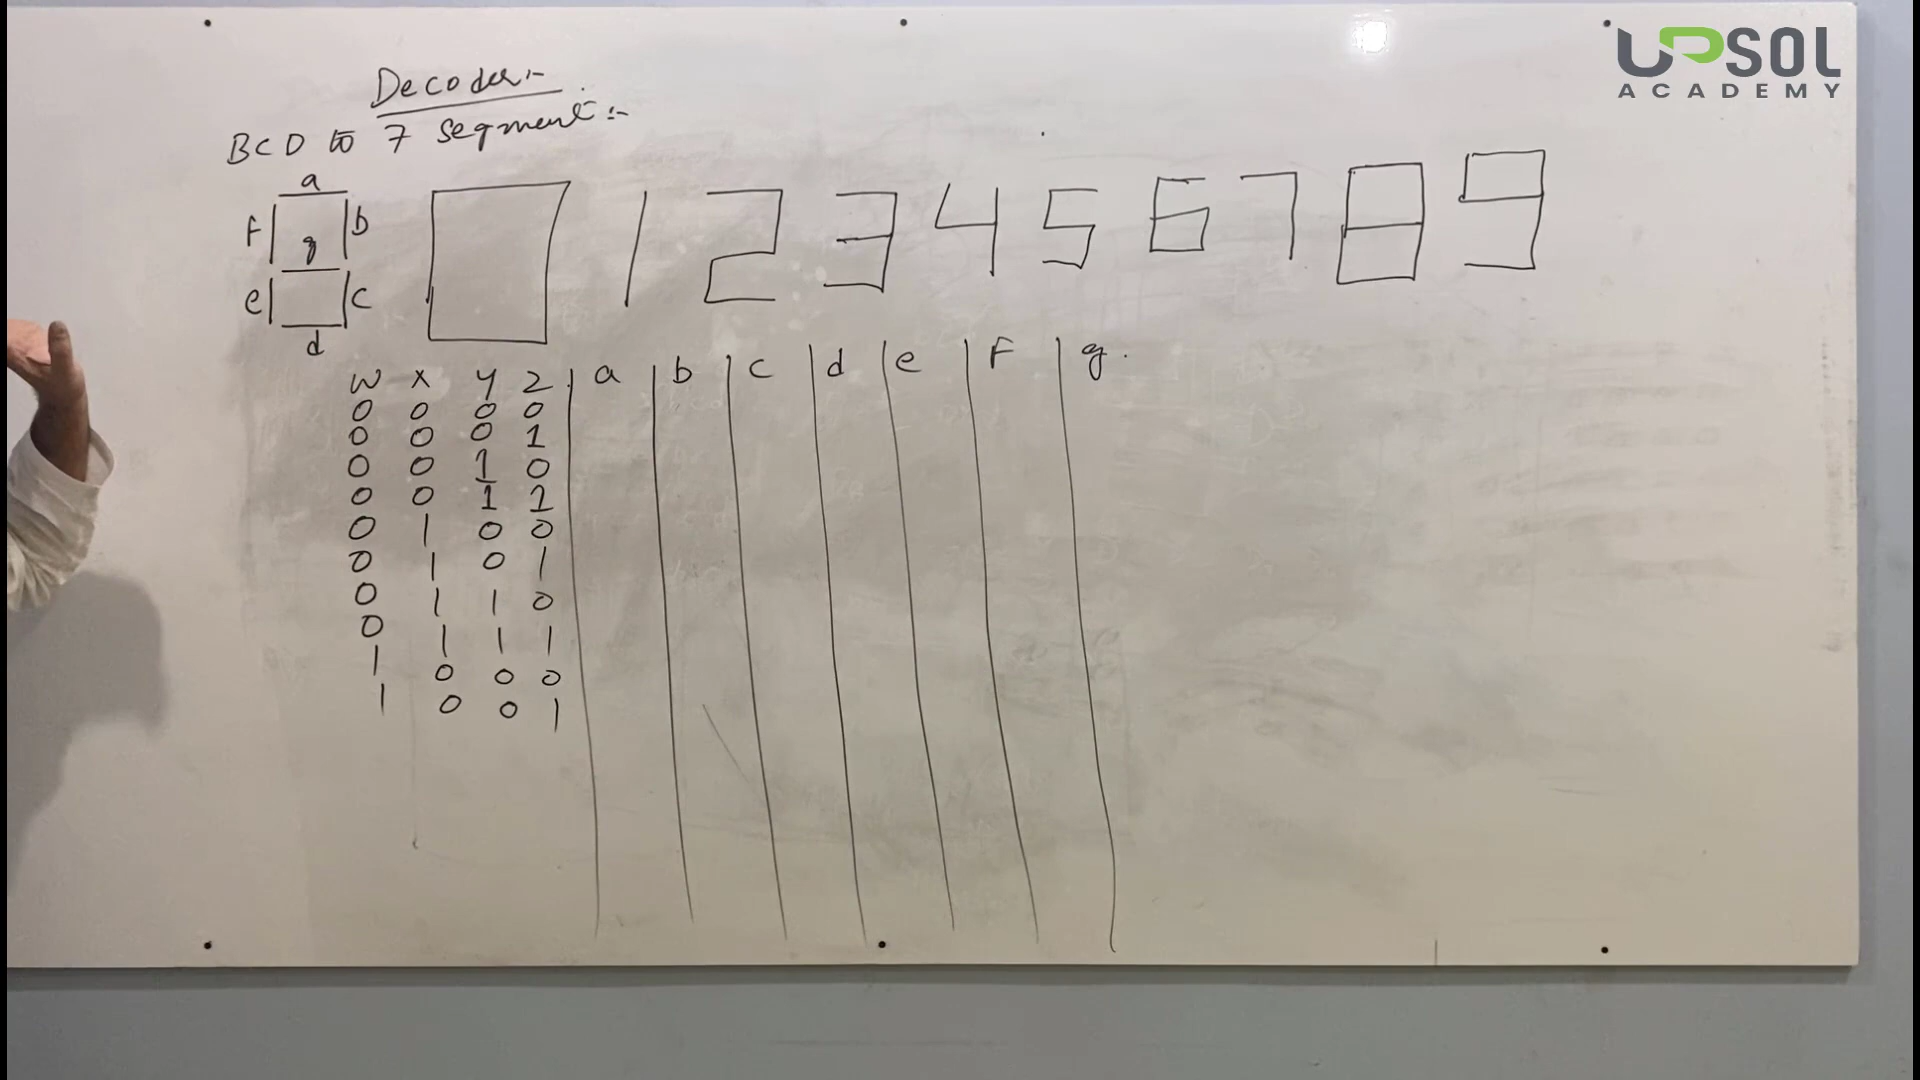 UPSOL
ACADEMY
Decoder:-
BCD to 7 segment:-
a
f b
g
e c
d
0 1 2 3 4 5 6 7 8 9
W X Y Z a b c d e F g.
0 0 0 0
0 0 0 1
0 0 1 0
0 0 1 1
0 1 0 0
0 1 0 1
0 1 1 0
0 1 1 1
1 0 0 0
1 0 0 1